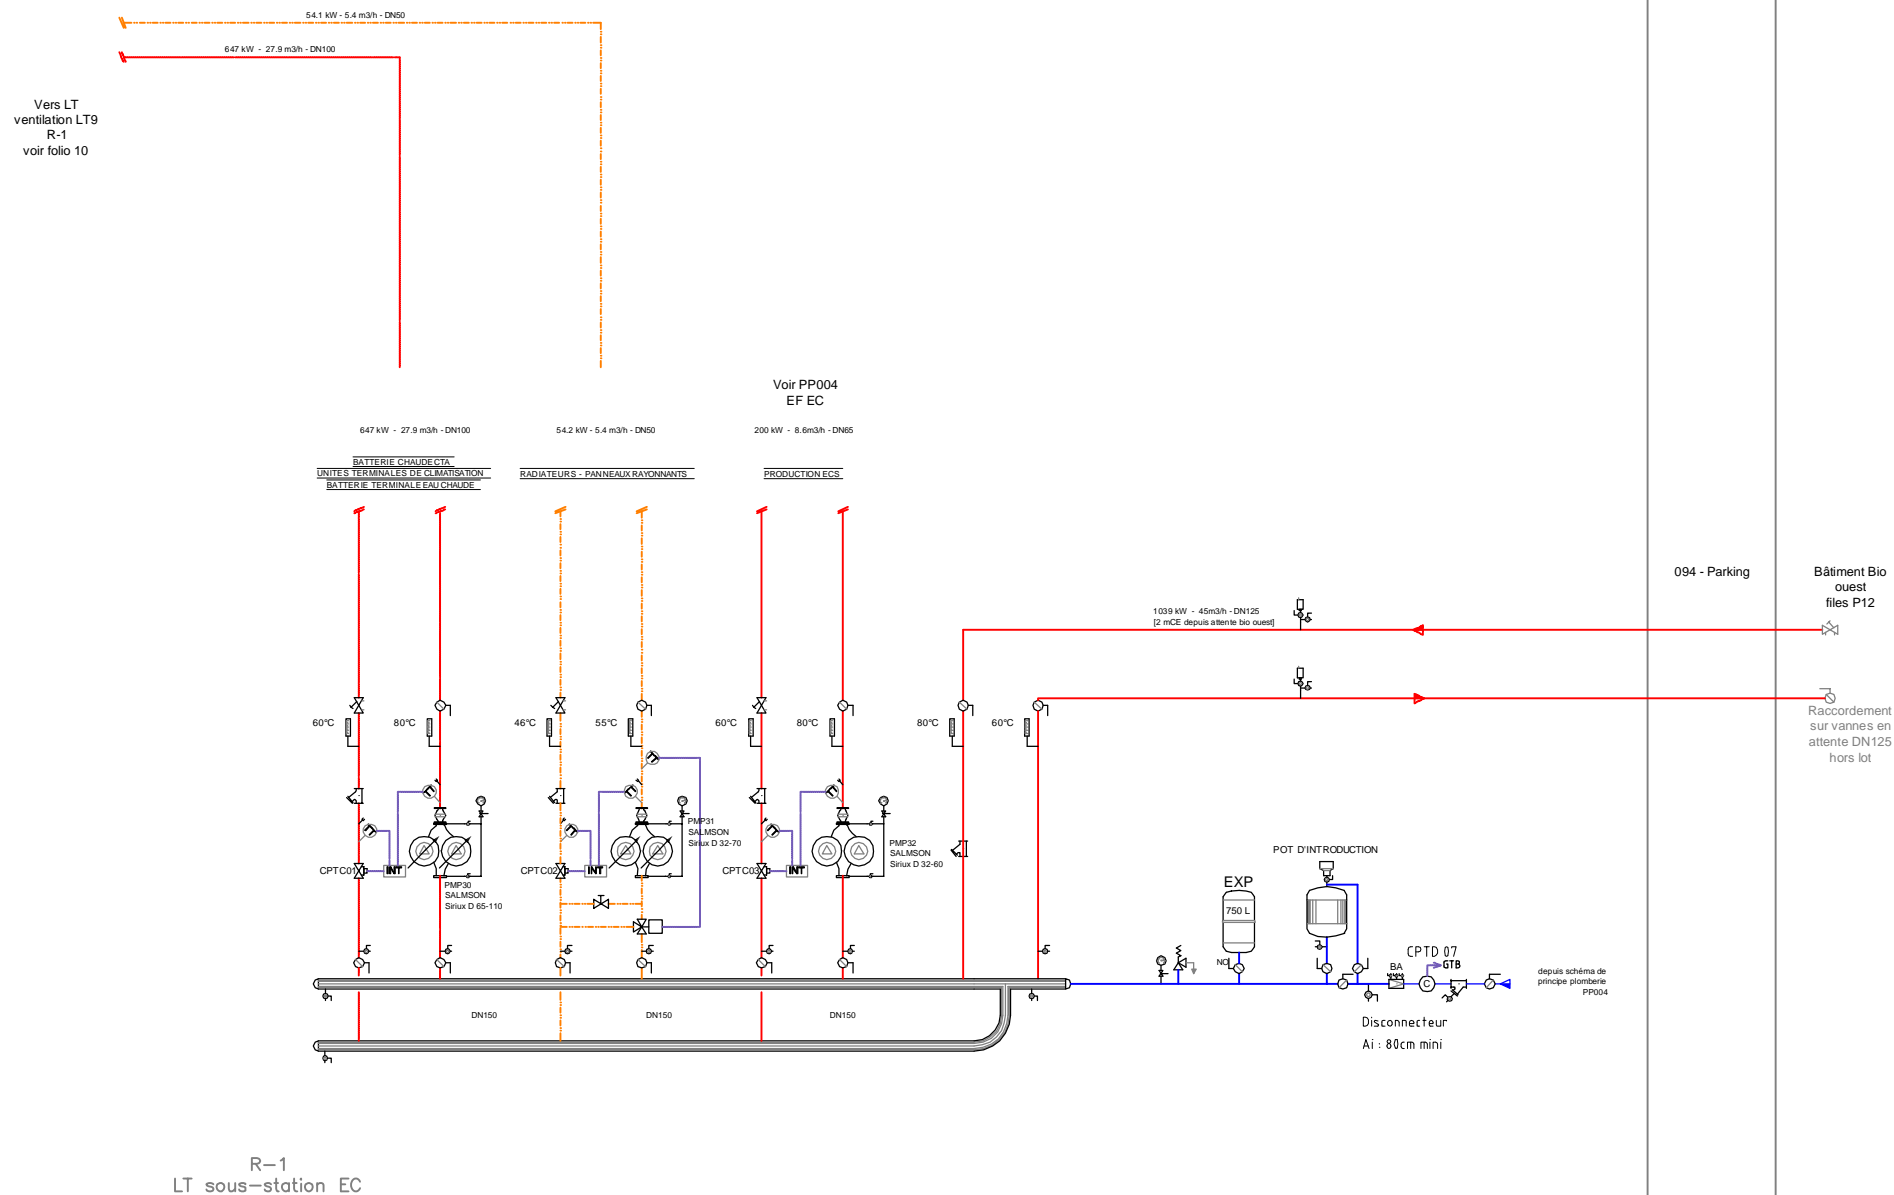 54.1 kW - 5.4 m3/h - DN50
647 kW - 27.9 m3/h - DN100
Vers LT
ventilation LT9
R-1
voir folio 10
Voir PP004
EF EC
647 kW - 27.9 m3/h - DN100
54.2 kW - 5.4 m3/h - DN50
200 kW - 8.6m3/h - DN65
BATTERIE CHAUDE CTA
UNITES TERMINALES DE CLIMATISATION
BATTERIE TERMINALE EAU CHAUDE
RADIATEURS - PANNEAUX RAYONNANTS
PRODUCTION ECS
094 - Parking
Bâtiment Bio
ouest
files P12
1039 kW - 45m3/h - DN125
[2 mCE depuis attente bio ouest]
Raccordement
sur vannes en
attente DN125
hors lot
60°C
80°C
46°C
55°C
60°C
80°C
80°C
60°C
PMP31
SALMSON
Siriux D 32-70
PMP32
SALMSON
Siriux D 32-60
CPTC01
INT
CPTC02
INT
CPTC03
INT
PMP30
SALMSON
Siriux D 65-110
POT D'INTRODUCTION
EXP
750 L
NO
CPTD 07
BA
GTB
C
depuis schéma de
principe plomberie
PP004
DN150
DN150
DN150
Disconnecteur
Ai : 80cm mini
R-1
LT sous-station EC